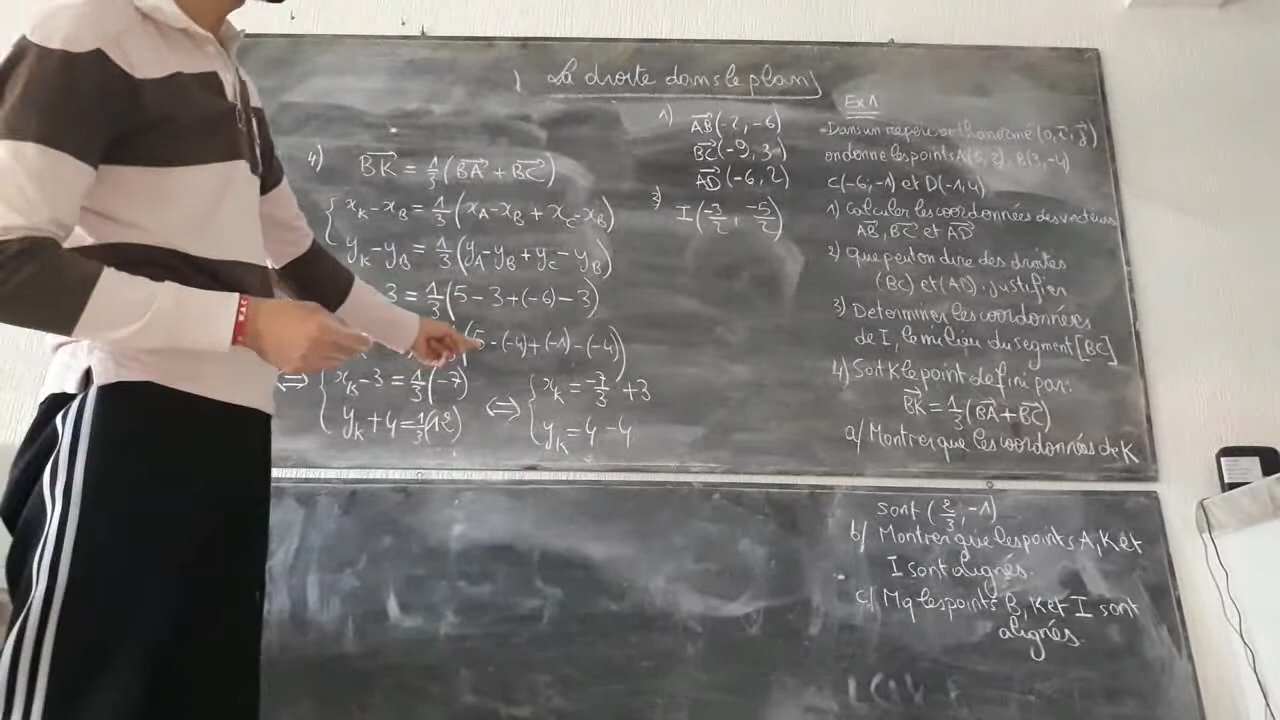 La droite dans le plan
4) BK = 1/3 (BA + BC)
{ x_K - x_B = 1/3 (x_A - x_B + x_C - x_B)
{ y_K - y_B = 1/3 (y_A - y_B + y_C - y_B)
3 = 1/3 (5 - 3 + (-6) - 3)
(5 - (-4) + (-1) - (-4))
⇔ { x_K - 3 = 1/3 (-7)
{ y_K + 4 = 1/3 (12)
⇔ { x_K = -7/3 + 3
{ y_K = 4 - 4
1) AB (-2, -6)
BC (-9, 3)
AD (-6, 2)
3) I (-3/2, -5/2)
Ex 1
Dans un repère orthonormé (O, i, j)
on donne les points A(5, 2), B(3, -4)
C(-6, -1) et D(-1, 4)
1) Calculer les coordonnées des vecteurs
AB, BC et AD
2) Que peut on dire des droites
(BC) et (AD), justifier
3) Determiner les coordonnées
de I, le milieu du segment [BC]
4) Soit K le point defini par:
BK = 1/3 (BA + BC)
a/ Montrer que les coordonnées de K
sont (2/3, -1)
b/ Montrer que les points A, K et
I sont alignés.
c/ Mq les points B, K et I sont
alignés.